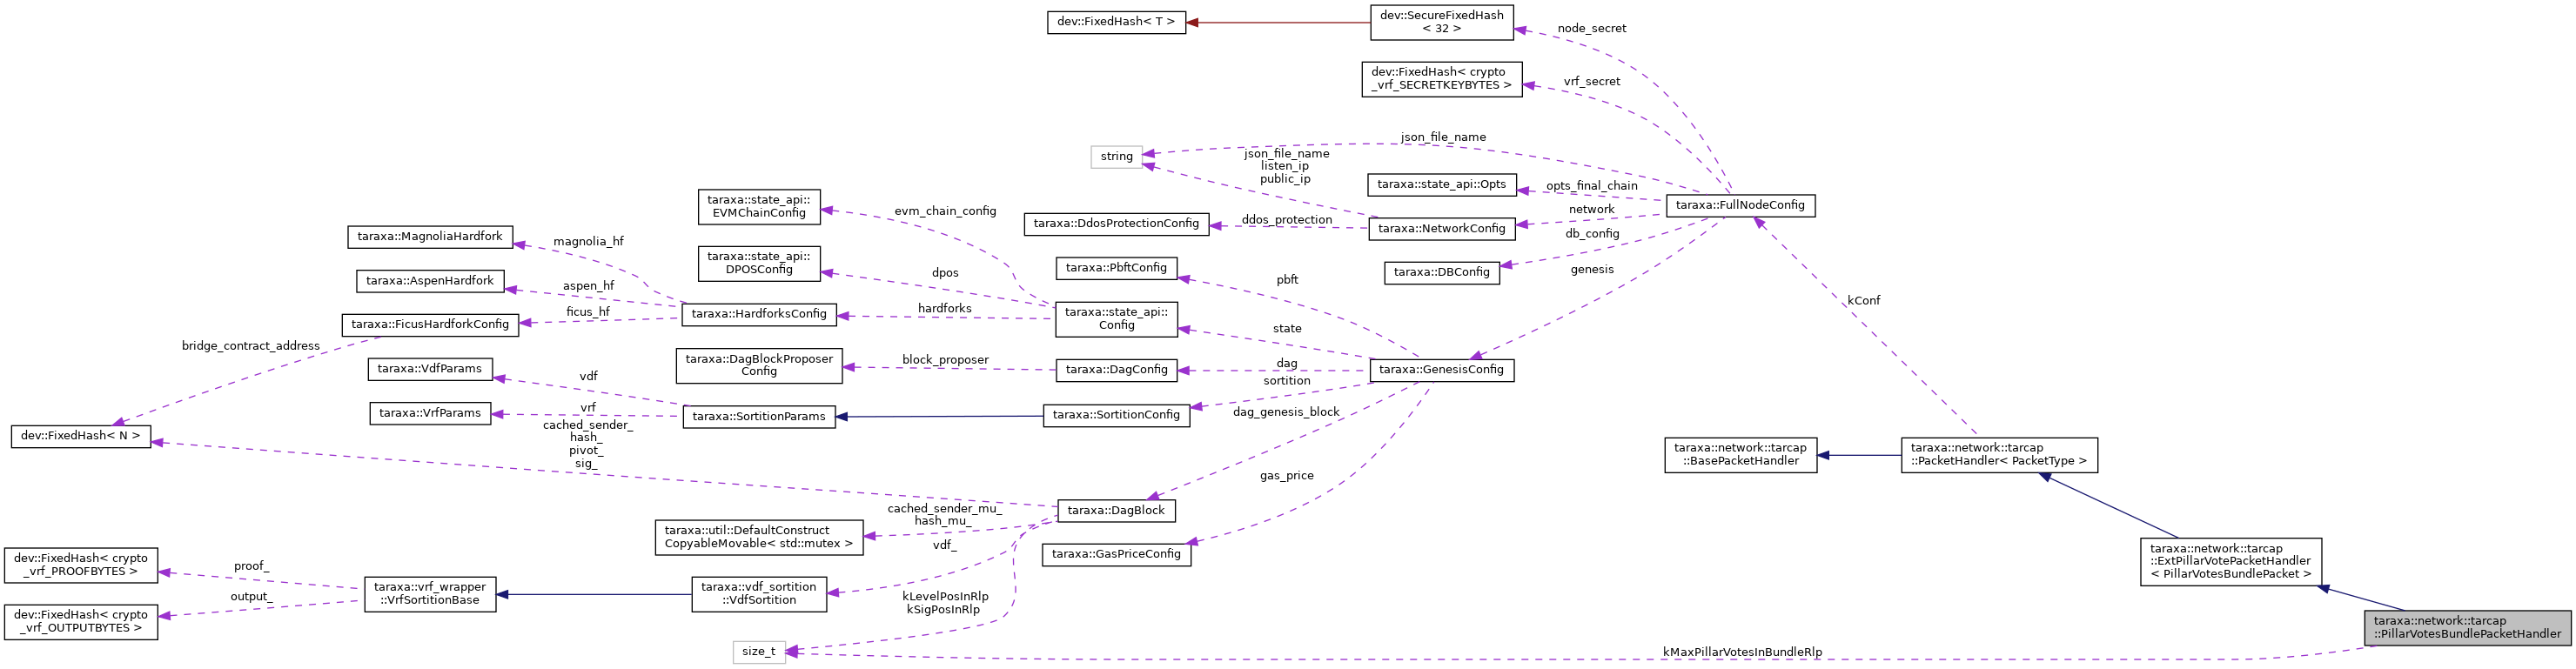 dev::FixedHash< T >
dev::SecureFixedHash
< 32 >
node_secret
dev::FixedHash< crypto
_vrf_SECRETKEYBYTES >
vrf_secret
json_file_name
string
json_file_name
listen_ip
public_ip
taraxa::state_api::Opts
opts_final_chain
taraxa::FullNodeConfig
taraxa::state_api::
EVMChainConfig
evm_chain_config
taraxa::DdosProtectionConfig
ddos_protection
taraxa::NetworkConfig
network
db_config
taraxa::MagnoliaHardfork
magnolia_hf
taraxa::state_api::
DPOSConfig
dpos
taraxa::PbftConfig
pbft
taraxa::DBConfig
genesis
taraxa::AspenHardfork
aspen_hf
kConf
taraxa::FicusHardforkConfig
ficus_hf
taraxa::HardforksConfig
hardforks
taraxa::state_api::
Config
state
bridge_contract_address
taraxa::VdfParams
vdf
taraxa::DagBlockProposer
Config
block_proposer
taraxa::DagConfig
dag
taraxa::GenesisConfig
sortition
taraxa::VrfParams
vrf
taraxa::SortitionParams
taraxa::SortitionConfig
dag_genesis_block
dev::FixedHash< N >
cached_sender_
hash_
pivot_
sig_
taraxa::network::tarcap
::BasePacketHandler
taraxa::network::tarcap
::PacketHandler< PacketType >
gas_price
taraxa::DagBlock
cached_sender_mu_
hash_mu_
taraxa::util::DefaultConstruct
CopyableMovable< std::mutex >
vdf_
taraxa::GasPriceConfig
dev::FixedHash< crypto
_vrf_PROOFBYTES >
proof_
taraxa::network::tarcap
::ExtPillarVotePacketHandler
< PillarVotesBundlePacket >
taraxa::vrf_wrapper
::VrfSortitionBase
taraxa::vdf_sortition
::VdfSortition
output_
dev::FixedHash< crypto
_vrf_OUTPUTBYTES >
kLevelPosInRlp
kSigPosInRlp
taraxa::network::tarcap
::PillarVotesBundlePacketHandler
size_t
kMaxPillarVotesInBundleRlp